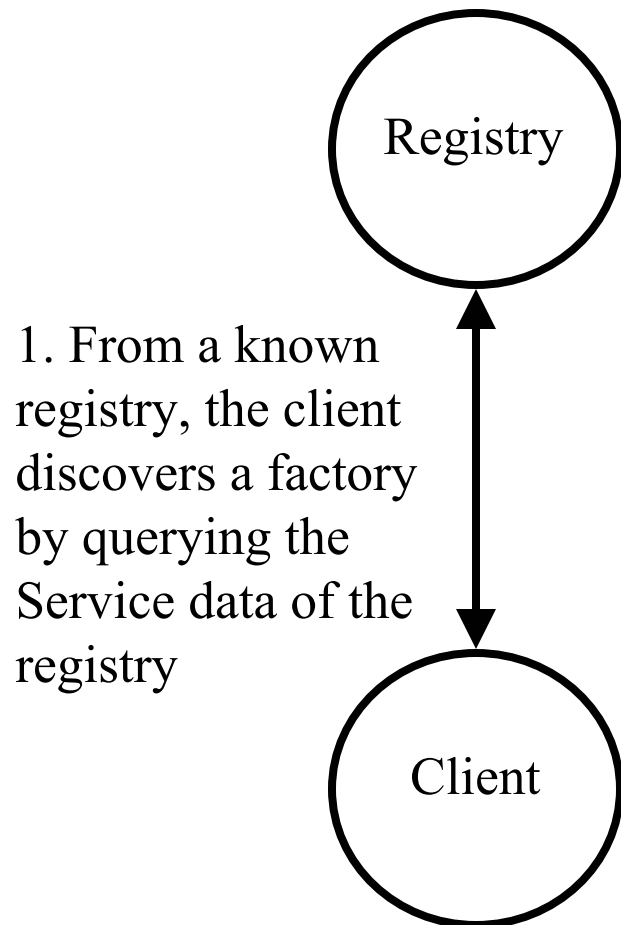 Registry
1. From a known
registry, the client
discovers a factory
by querying the
Service data of the
registry
Client